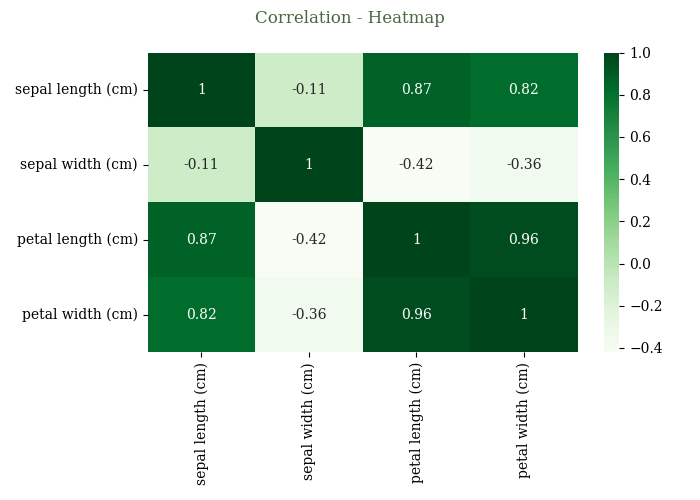 Correlation - Heatmap
sepal length (cm) 1 -0.11 0.87 0.82
sepal width (cm) -0.11 1 -0.42 -0.36
petal length (cm) 0.87 -0.42 1 0.96
petal width (cm) 0.82 -0.36 0.96 1
sepal length (cm)
sepal width (cm)
petal length (cm)
petal width (cm)
1.0
0.8
0.6
0.4
0.2
0.0
−0.2
−0.4